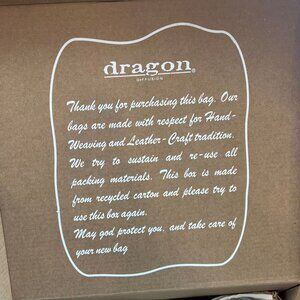 dragon®
DIFFUSION
Thank you for purchasing this bag. Our
bags are made with respect for Hand-
Weaving and Leather-Craft tradition.
We try to sustain and re-use all
packing materials. This box is made
from recycled carton and please try to
use this box again.
May god protect you, and take care of
your new bag